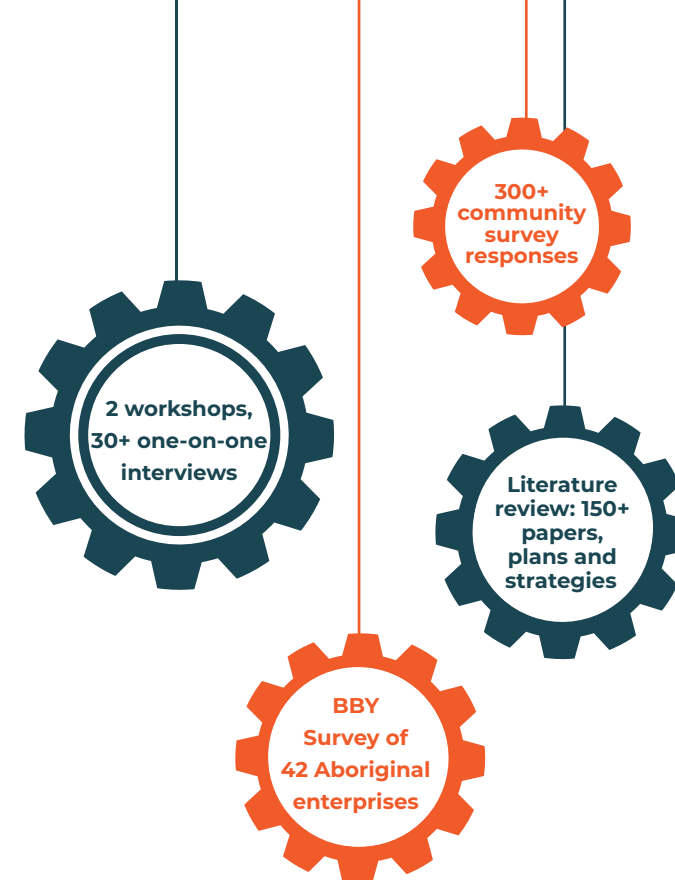 300+
community
survey
responses
2 workshops,
30+ one-on-one
interviews
Literature
review: 150+
papers,
plans and
strategies
BBY
Survey of
42 Aboriginal
enterprises